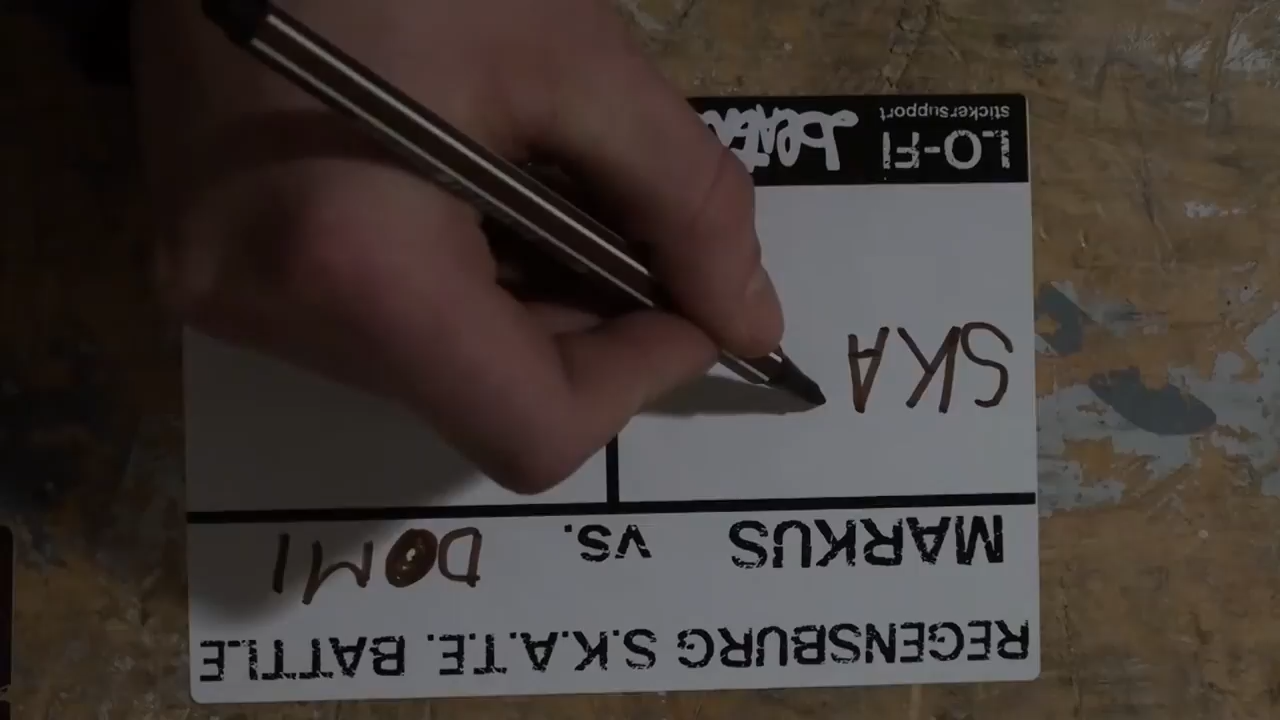 REGENSBURG S.K.A.T.E. BATTLE
MARKUS vs. DOMI
SKA
LO-FI
stickersupport